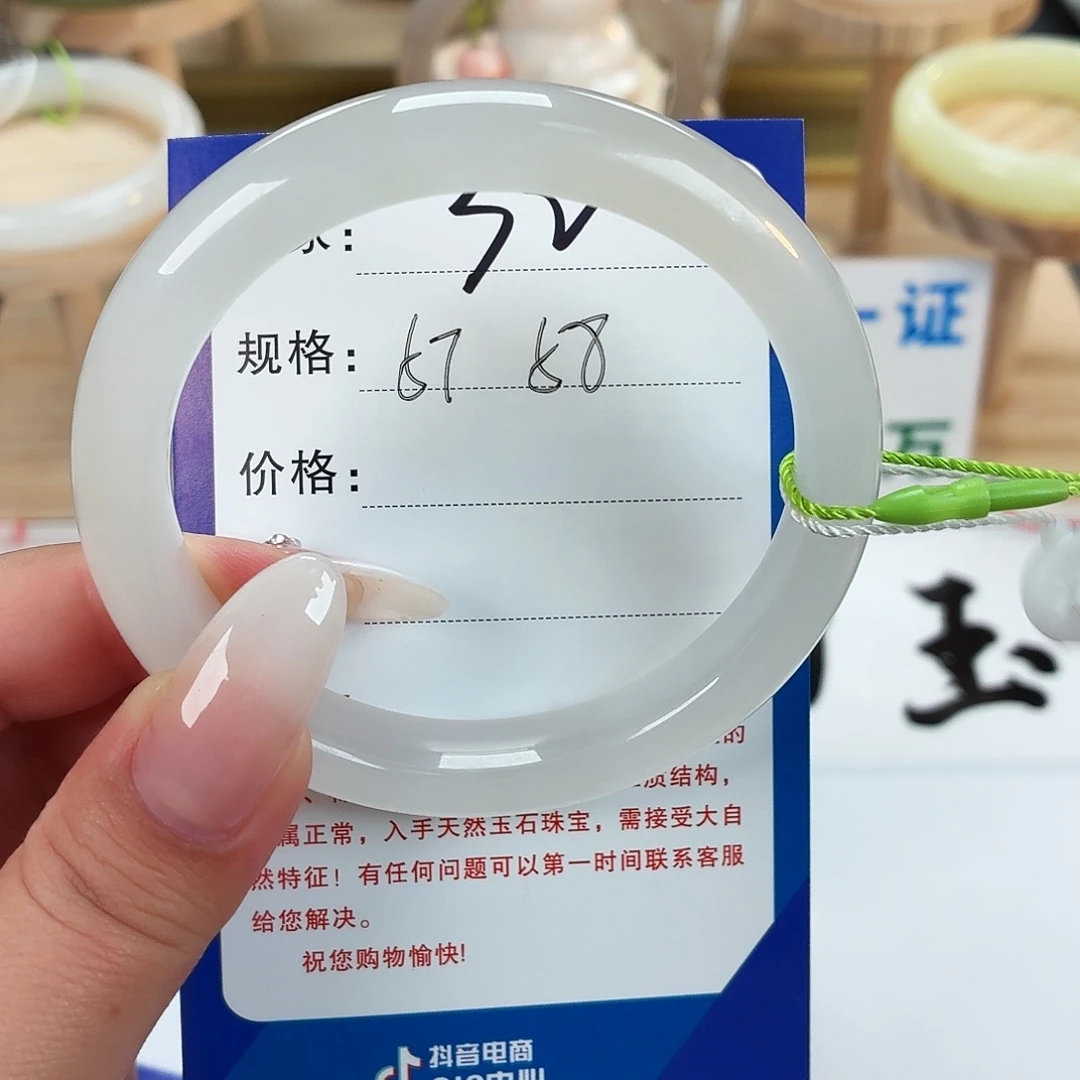 规格: 57 58
价格:
的
质结构,
属正常,入手天然玉石珠宝,需接受大自
然特征!有任何问题可以第一时间联系客服
给您解决。
祝您购物愉快!
抖音电商
证
玉